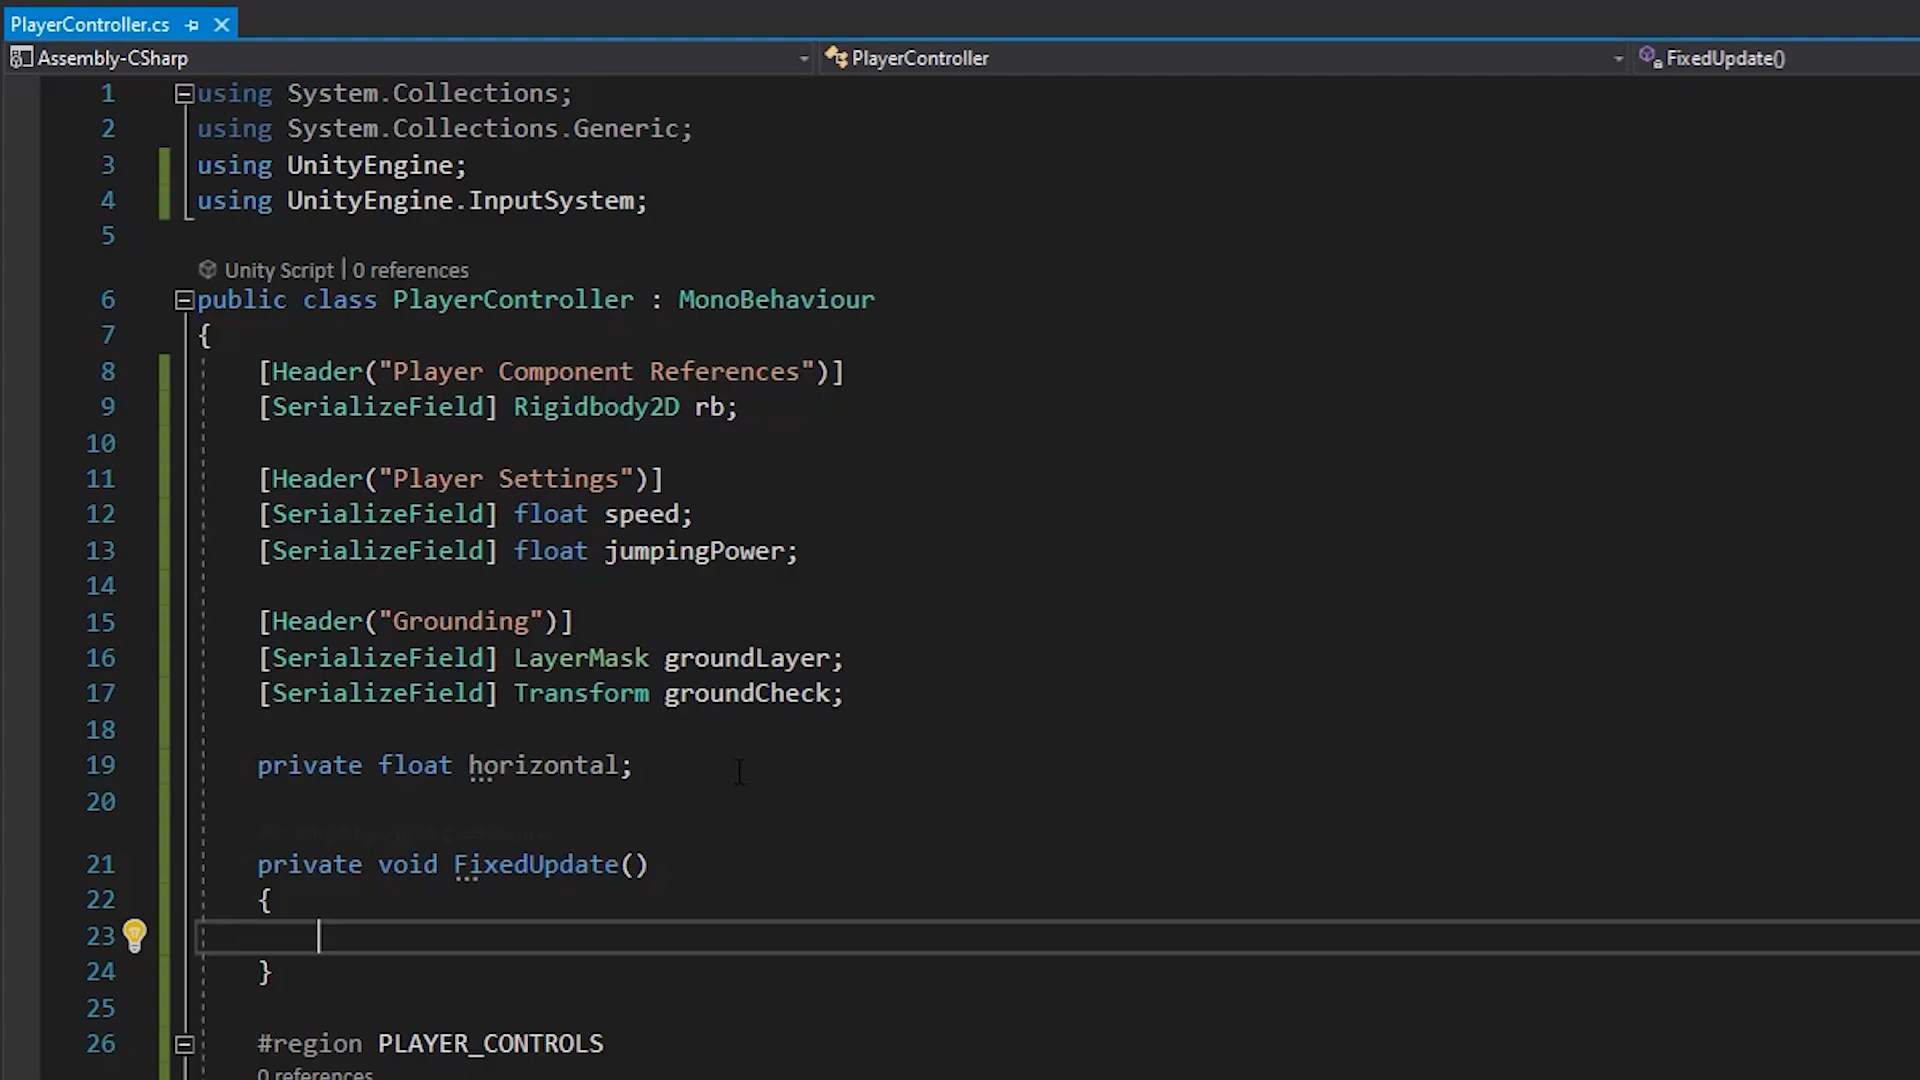 PlayerController.cs
Assembly-CSharp
PlayerController
FixedUpdate()
1 using System.Collections;
2 using System.Collections.Generic;
3 using UnityEngine;
4 using UnityEngine.InputSystem;
5
Unity Script | 0 references
6 public class PlayerController : MonoBehaviour
7 {
8 [Header("Player Component References")]
9 [SerializeField] Rigidbody2D rb;
10
11 [Header("Player Settings")]
12 [SerializeField] float speed;
13 [SerializeField] float jumpingPower;
14
15 [Header("Grounding")]
16 [SerializeField] LayerMask groundLayer;
17 [SerializeField] Transform groundCheck;
18
19 private float horizontal;
20
21 private void FixedUpdate()
22 {
23
24 }
25
26 #region PLAYER_CONTROLS
0 references